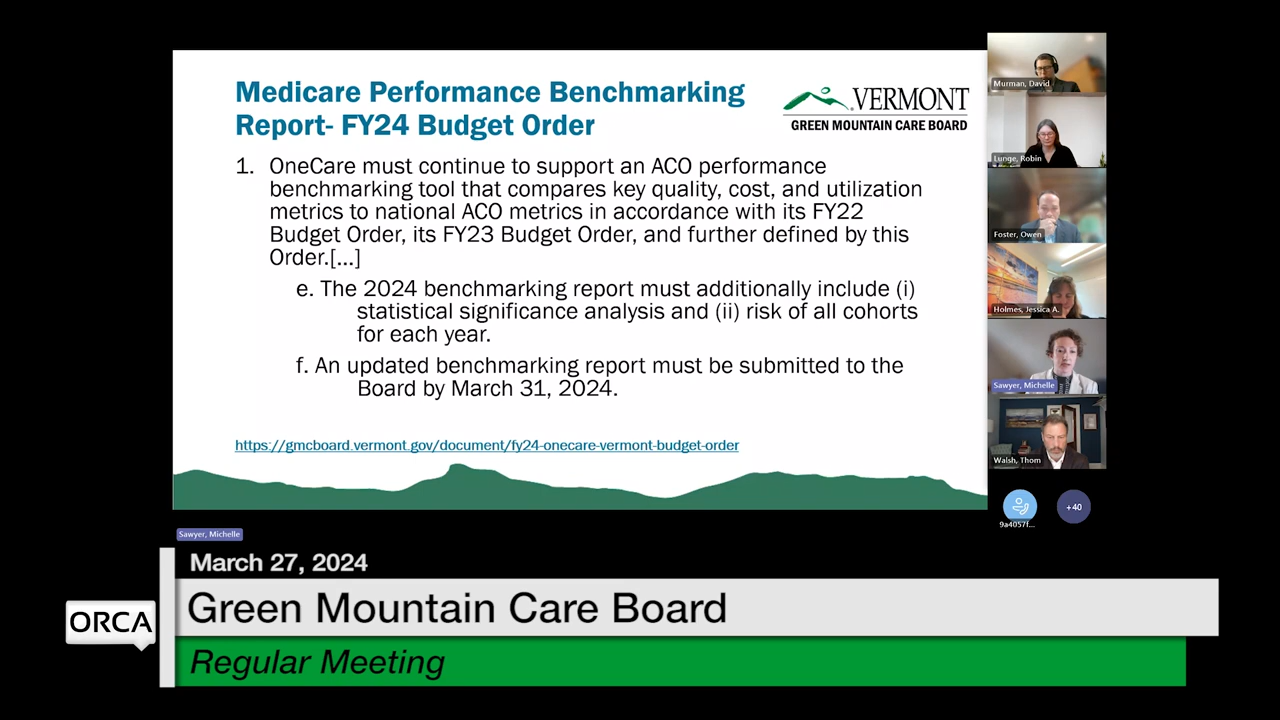 Medicare Performance Benchmarking
Report- FY24 Budget Order
VERMONT
GREEN MOUNTAIN CARE BOARD
1. OneCare must continue to support an ACO performance
benchmarking tool that compares key quality, cost, and utilization
metrics to national ACO metrics in accordance with its FY22
Budget Order, its FY23 Budget Order, and further defined by this
Order.[...]
e. The 2024 benchmarking report must additionally include (i)
statistical significance analysis and (ii) risk of all cohorts
for each year.
f. An updated benchmarking report must be submitted to the
Board by March 31, 2024.
https://gmcboard.vermont.gov/document/fy24-onecare-vermont-budget-order
Murman, David
Lunge, Robin
Foster, Owen
Holmes, Jessica A.
Sawyer, Michelle
Walsh, Thom
9a4057f...
+40
Sawyer, Michelle
March 27, 2024
Green Mountain Care Board
ORCA
Regular Meeting